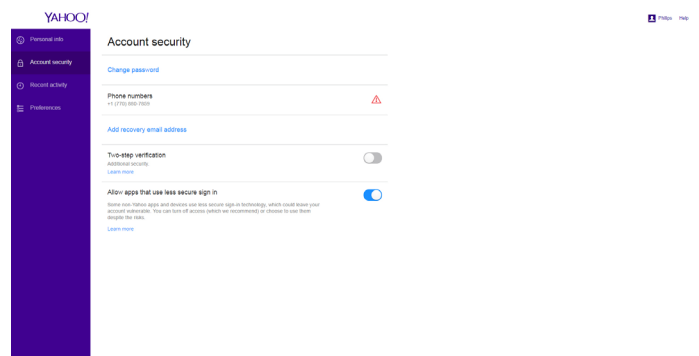 YAHOO!
Philips Help
Personal info
Account security
Recent activity
Preferences
Account security
Change password
Phone numbers
+1 (770)
Add recovery email address
Two-step verification
Additional security.
Learn more
Allow apps that use less secure sign in
Some non-Yahoo apps and devices use less secure sign-in technology, which could leave your
account vulnerable. You can turn off access (which we recommend) or choose to use them
despite the risks.
Learn more